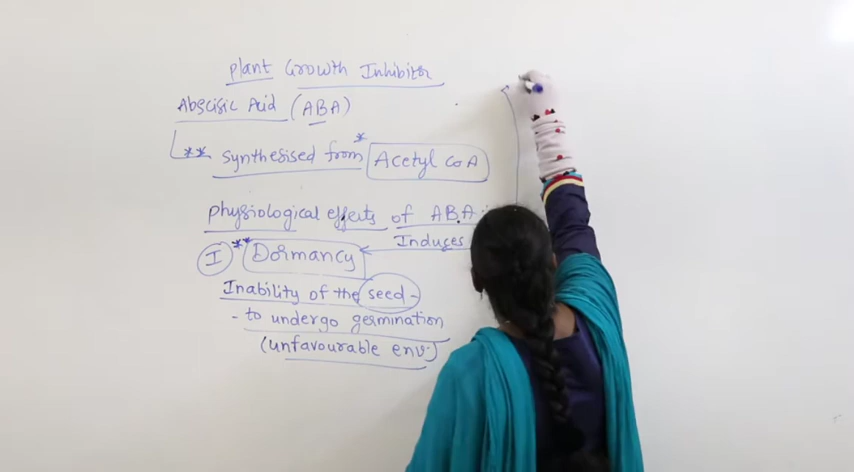 Plant Growth Inhibitor
Abscisic Acid (ABA)
** synthesised from * Acetyl CoA
physiological effects of ABA :
Induces
I ** Dormancy
Inability of the seed -
- to undergo germination
(unfavourable env.)